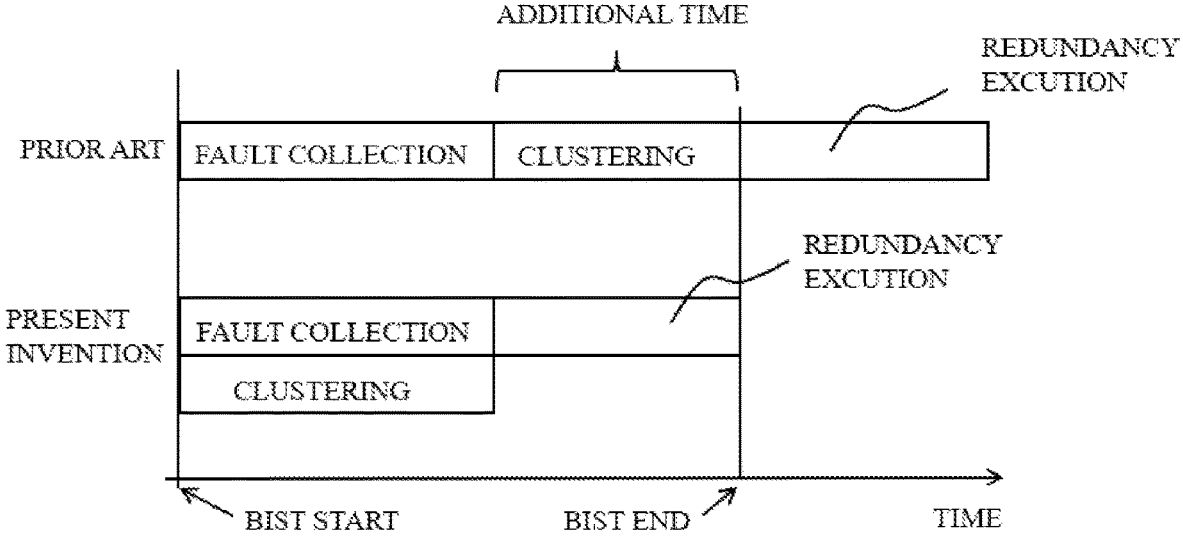 ADDITIONAL TIME
REDUNDANCY
EXCUTION
PRIOR ART
FAULT COLLECTION
CLUSTERING
REDUNDANCY
EXCUTION
PRESENT
INVENTION
FAULT COLLECTION
CLUSTERING
BIST START
BIST END
TIME